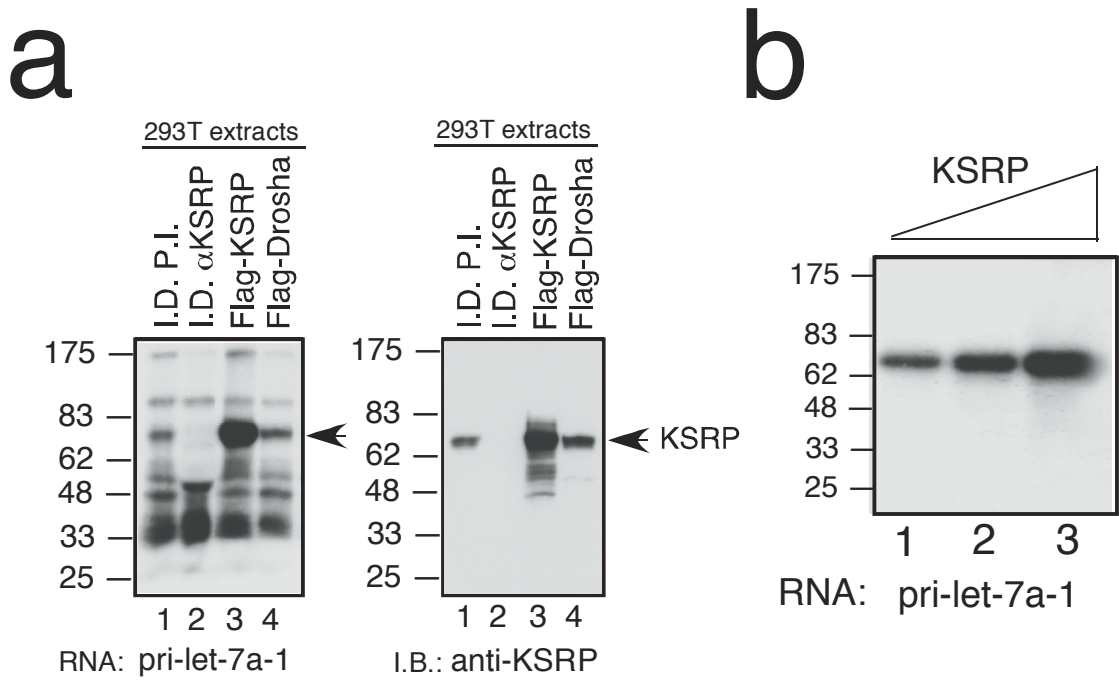 a
293T extracts
I.D. P.I.
I.D. αKSRP
Flag-KSRP
Flag-Drosha
175
83
62
48
33
25
1 2 3 4
RNA: pri-let-7a-1
293T extracts
I.D. P.I.
I.D. αKSRP
Flag-KSRP
Flag-Drosha
175
83
62
48
33
25
KSRP
1 2 3 4
I.B.: anti-KSRP
b
KSRP
175
83
62
48
33
25
1 2 3
RNA: pri-let-7a-1